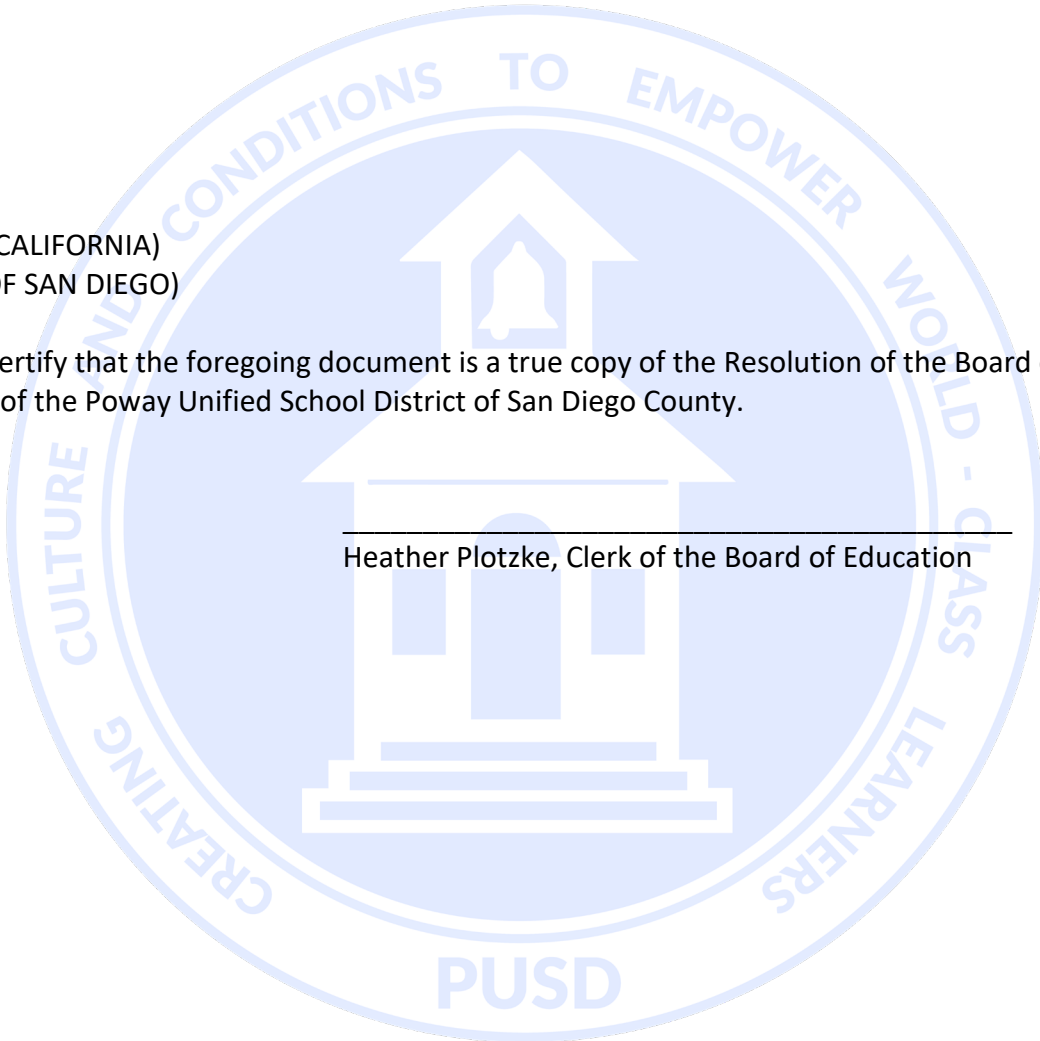 CALIFORNIA)
OF SAN DIEGO)
ertify that the foregoing document is a true copy of the Resolution of the Board
of the Poway Unified School District of San Diego County.
Heather Plotzke, Clerk of the Board of Education
CREATING CULTURE AND CONDITIONS TO EMPOWER WORLD - CLASS LEARNERS
PUSD